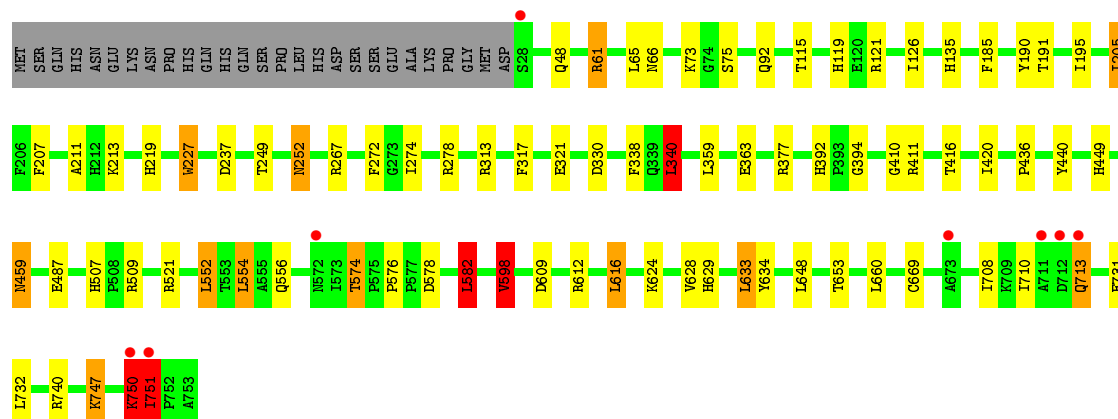 MET SER GLN HIS ASN GLU LYS ASN PRO HIS GLN HIS GLN SER PRO LEU HIS ASP SER SER GLU ALA LYS PRO GLY MET ASP S28 Q48 R61 L65 N66 K73 G74 S75 Q92 T115 H119 E120 R121 I126 H135 F185 Y190 T191 I195 I205
F206 F207 A211 H212 K213 H219 W227 D237 T249 N252 R267 F272 G273 I274 R278 R313 F317 E321 D330 F338 Q339 L340 L359 E363 R377 H392 P393 G394 G410 R411 T416 I420 P436 Y440 H449
N459 E487 H507 P508 R509 R521 L552 T553 L554 A555 Q556 N572 I573 T574 P575 P576 P577 D578 L582 V598 D609 R612 L616 K624 V628 H629 L633 Y634 L648 T653 L660 C669 A673 I708 K709 I710 A711 D712 Q713
L732 R740 K747 K750 I751 P752 A753